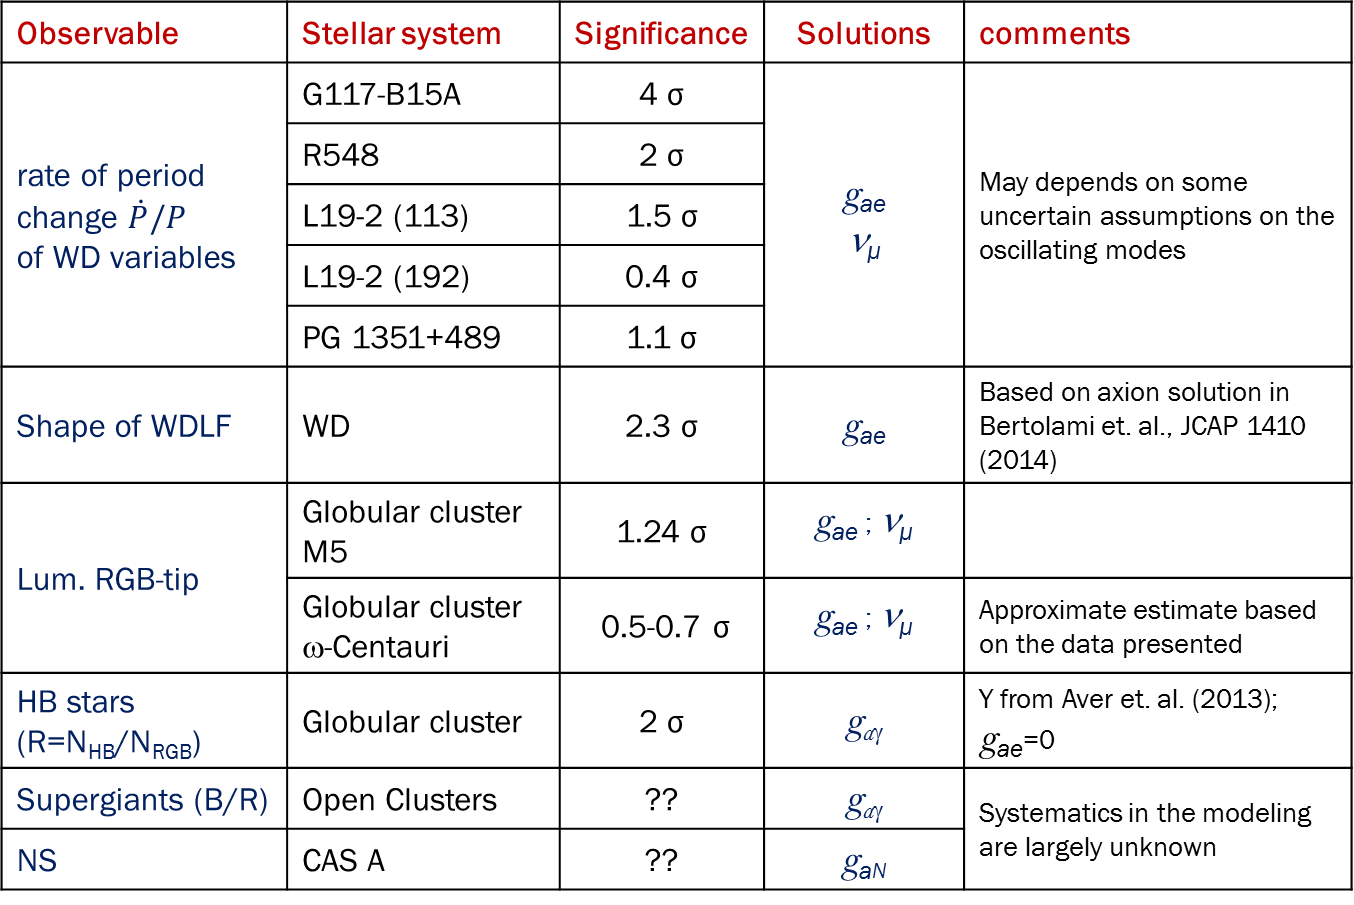 Observable Stellar system Significance Solutions comments
rate of period
change Ṗ/P
of WD variables
G117-B15A 4 σ
R548 2 σ
L19-2 (113) 1.5 σ
L19-2 (192) 0.4 σ
PG 1351+489 1.1 σ
gae
νμ
May depends on some
uncertain assumptions on the
oscillating modes
Shape of WDLF WD 2.3 σ gae
Based on axion solution in
Bertolami et. al., JCAP 1410
(2014)
Lum. RGB-tip
Globular cluster
M5
1.24 σ gae ; νμ
Globular cluster
ω-Centauri
0.5-0.7 σ gae ; νμ
Approximate estimate based
on the data presented
HB stars
(R=NHB/NRGB)
Globular cluster 2 σ gaγ
Y from Aver et. al. (2013);
gae=0
Supergiants (B/R) Open Clusters ?? gaγ
NS CAS A ?? gaN
Systematics in the modeling
are largely unknown